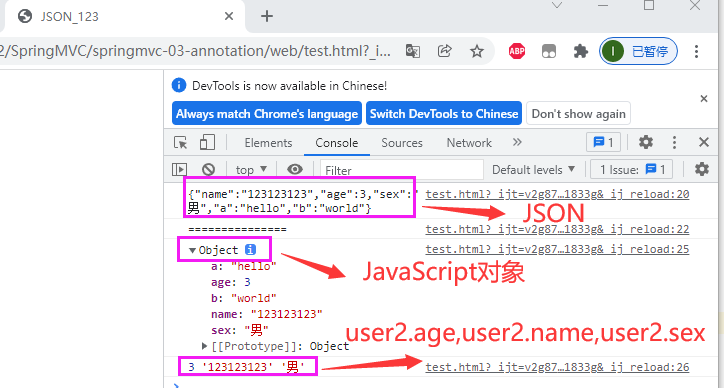 JSON_123
2/SpringMVC/springmvc-03-annotation/web/test.html?_i...
ABP
I 已暂停
DevTools is now available in Chinese!
Always match Chrome's language Switch DevTools to Chinese Don't show again
Elements Console Sources Network 1
top Filter Default levels 1 Issue: 1
{"name":"123123123","age":3,"sex":" test.html?_ijt=v2g87…1833g&_ij_reload:20
男","a":"hello","b":"world"}
JSON
=============== test.html?_ijt=v2g87…1833g&_ij_reload:22
Object i test.html?_ijt=v2g87…1833g&_ij_reload:25
a: "hello"
JavaScript对象
age: 3
b: "world"
name: "123123123"
sex: "男"
user2.age,user2.name,user2.sex
[[Prototype]]: Object
3 '123123123' '男' test.html?_ijt=v2g87…1833g&_ij_reload:26